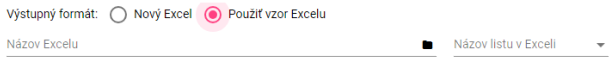 Výstupný formát: Nový Excel Použiť vzor Excelu
Názov Excelu Názov listu v Exceli